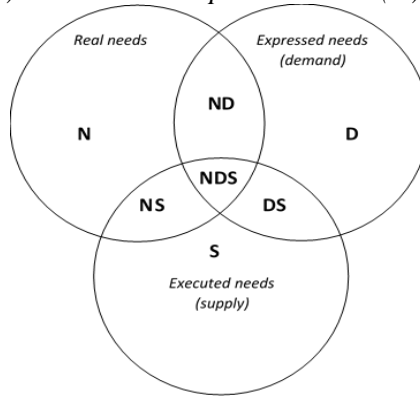 Real needs
Expressed needs
(demand)
ND
N
D
NDS
NS
DS
S
Executed needs
(supply)